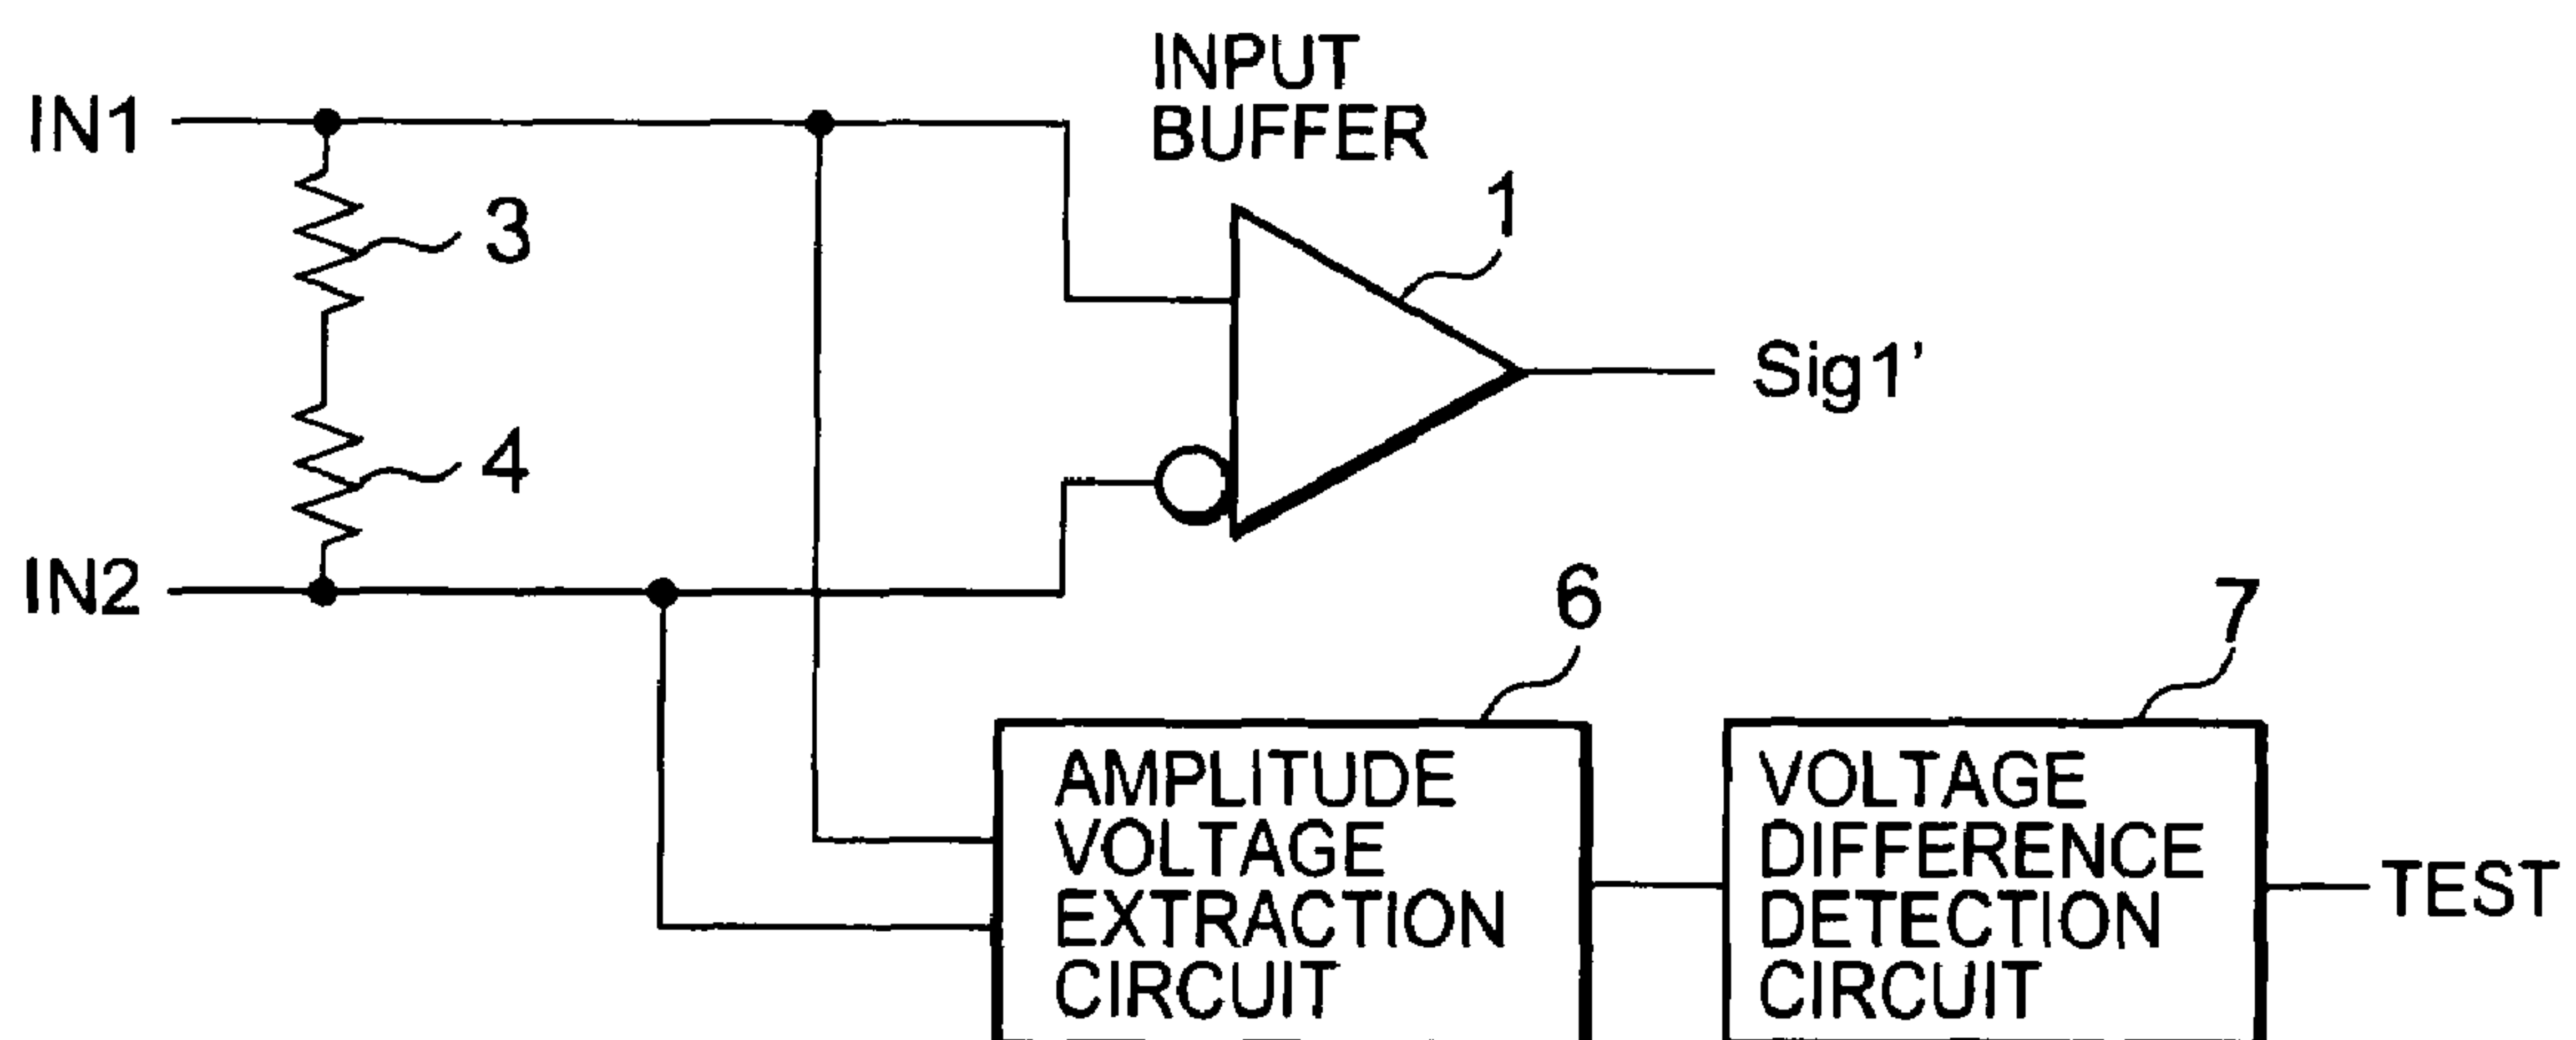 INPUT
BUFFER
IN1
1
3
Sig1’
4
IN2
6
7
AMPLITUDE
VOLTAGE
EXTRACTION
CIRCUIT
VOLTAGE
DIFFERENCE
DETECTION
CIRCUIT
TEST